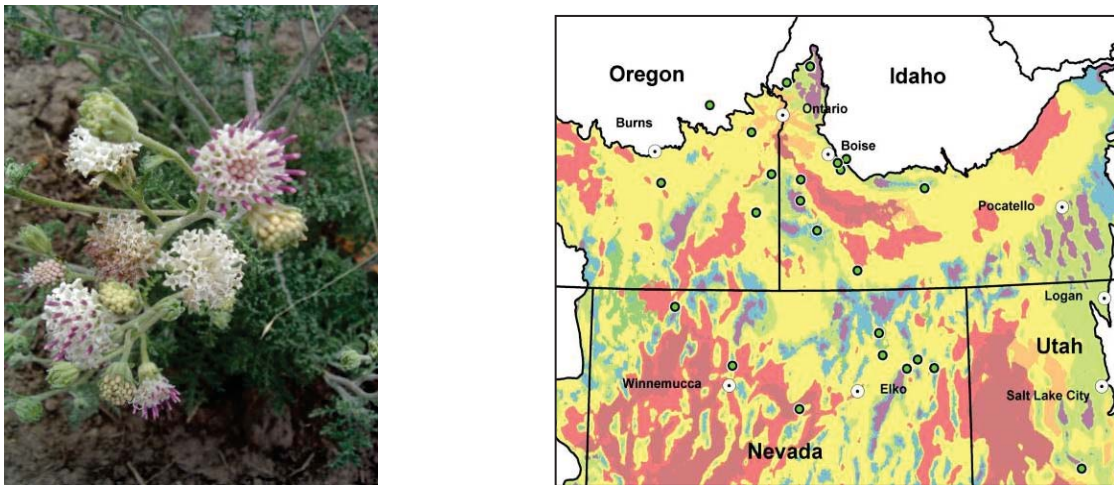 Oregon
Idaho
Ontario
Burns
Boise
Pocatello
Logan
Utah
Winnemucca
Elko
Salt Lake City
Nevada